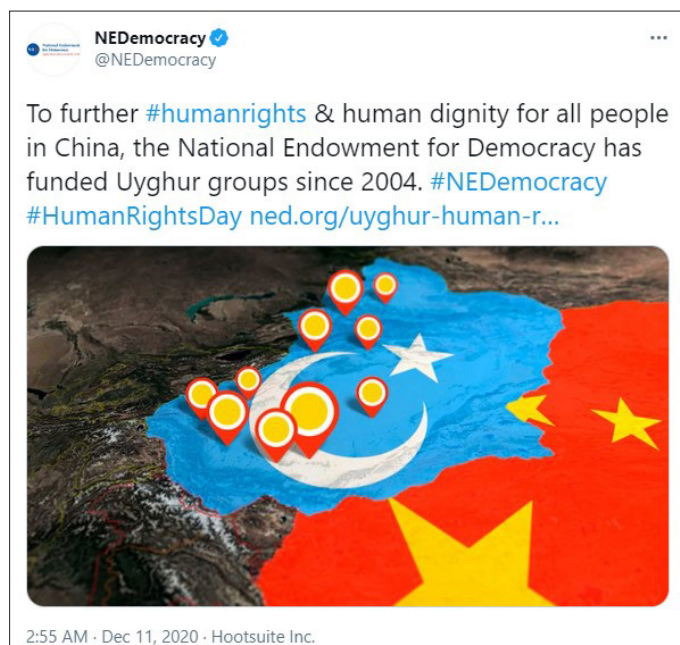 NEDemocracy
@NEDemocracy
To further #humanrights & human dignity for all people
in China, the National Endowment for Democracy has
funded Uyghur groups since 2004. #NEDemocracy
#HumanRightsDay ned.org/uyghur-human-r…
2:55 AM · Dec 11, 2020 · Hootsuite Inc.